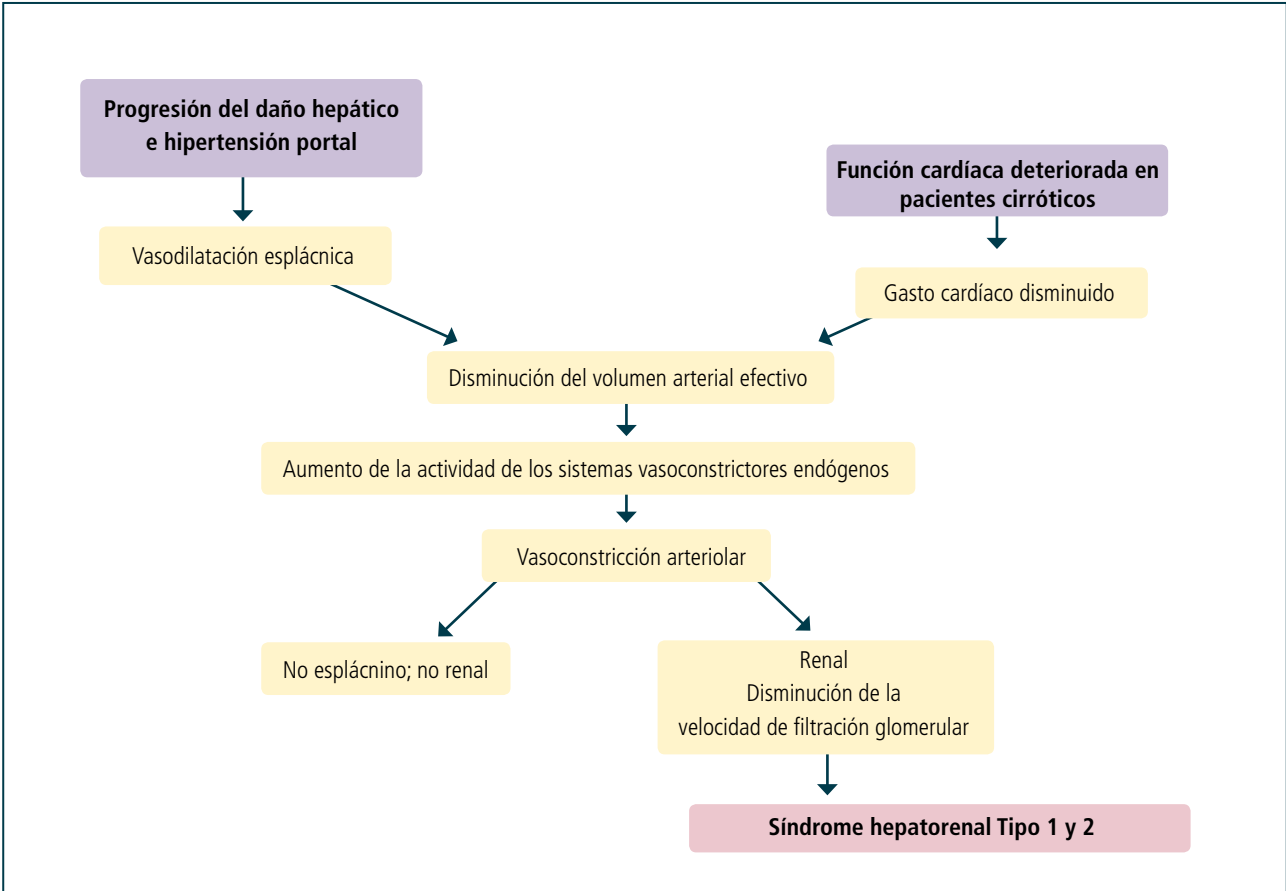 Progresión del daño hepático
e hipertensión portal
Función cardíaca deteriorada en
pacientes cirróticos
Vasodilatación esplácnica
Gasto cardíaco disminuido
Disminución del volumen arterial efectivo
Aumento de la actividad de los sistemas vasoconstrictores endógenos
Vasoconstricción arteriolar
No esplácnino; no renal
Renal
Disminución de la
velocidad de filtración glomerular
Síndrome hepatorenal Tipo 1 y 2